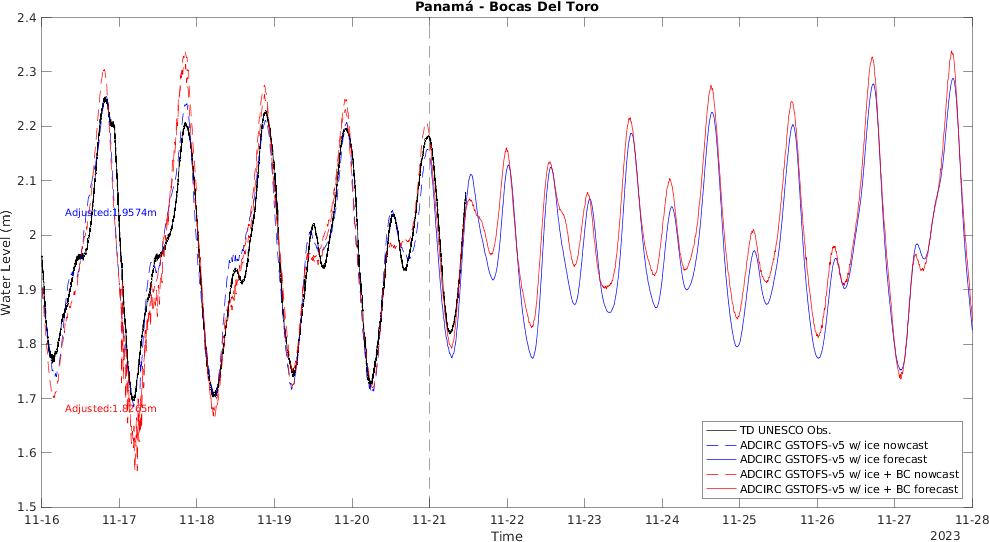 Panamá - Bocas Del Toro
2.4
2.3
2.2
2.1
2
1.9
1.8
1.7
1.6
1.5
Water Level (m)
Adjusted:1.9574m
Adjusted:1.8265m
TD UNESCO Obs.
ADCIRC GSTOFS-v5 w/ ice nowcast
ADCIRC GSTOFS-v5 w/ ice forecast
ADCIRC GSTOFS-v5 w/ ice + BC nowcast
ADCIRC GSTOFS-v5 w/ ice + BC forecast
11-16 11-17 11-18 11-19 11-20 11-21 11-22 11-23 11-24 11-25 11-26 11-27 11-28
Time
2023